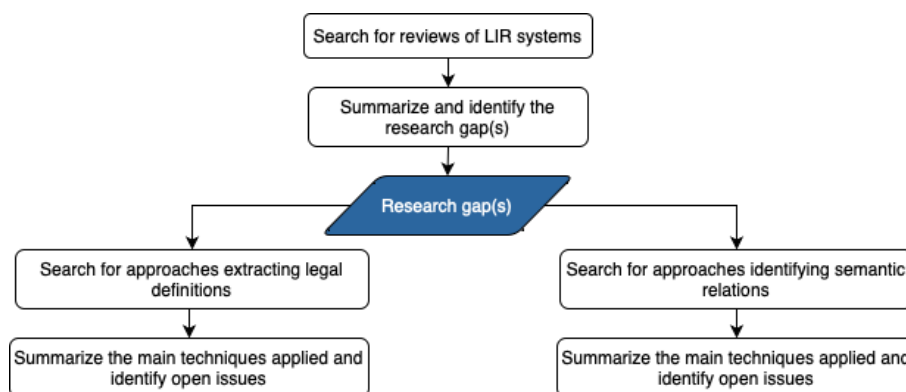 Search for reviews of LIR systems
Summarize and identify the
research gap(s)
Research gap(s)
Search for approaches extracting legal
definitions
Search for approaches identifying semantic
relations
Summarize the main techniques applied and
identify open issues
Summarize the main techniques applied and
identify open issues